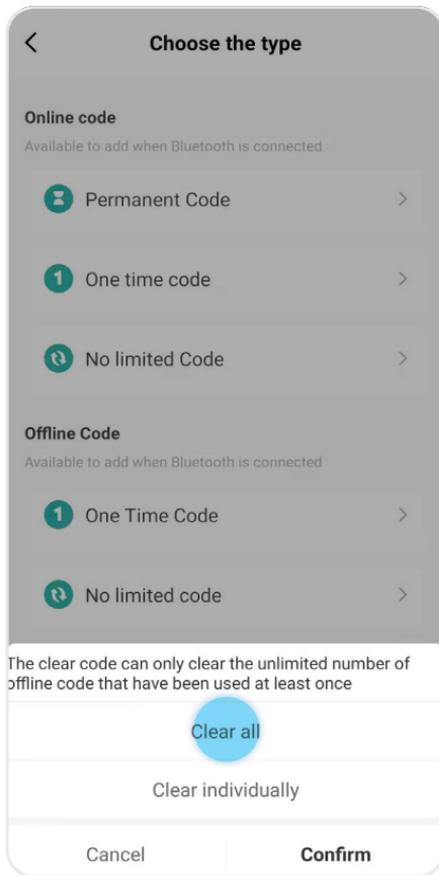 Choose the type
Online code
Available to add when Bluetooth is connected
Permanent Code
1 One time code
No limited Code
Offline Code
Available to add when Bluetooth is connected
1 One Time Code
No limited code
The clear code can only clear the unlimited number of
offline code that have been used at least once
Clear all
Clear individually
Cancel Confirm